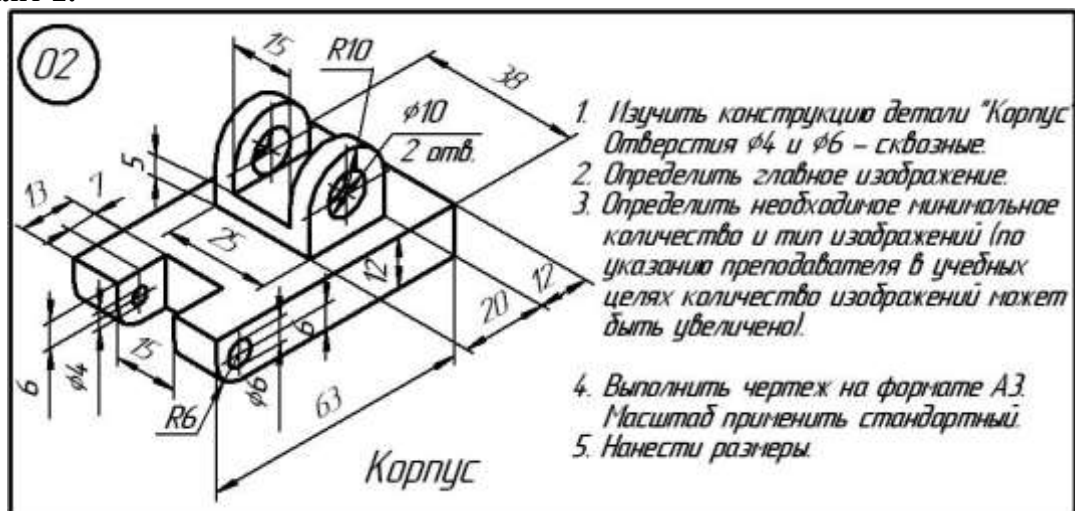 02
15
R10
38
φ10
2 отв.
5
13
7
25
12
12
20
6
6
φ4
15
φ6
R6
63
Корпус
1. Изучить конструкцию детали "Корпус"
Отверстия φ4 и φ6 – сквозные.
2. Определить главное изображение.
3. Определить необходимое минимальное
количество и тип изображений (по
указанию преподавателя в учебных
целях количество изображений может
быть увеличено).
4. Выполнить чертеж на формате А3.
Масштаб применить стандартный.
5. Нанести размеры.